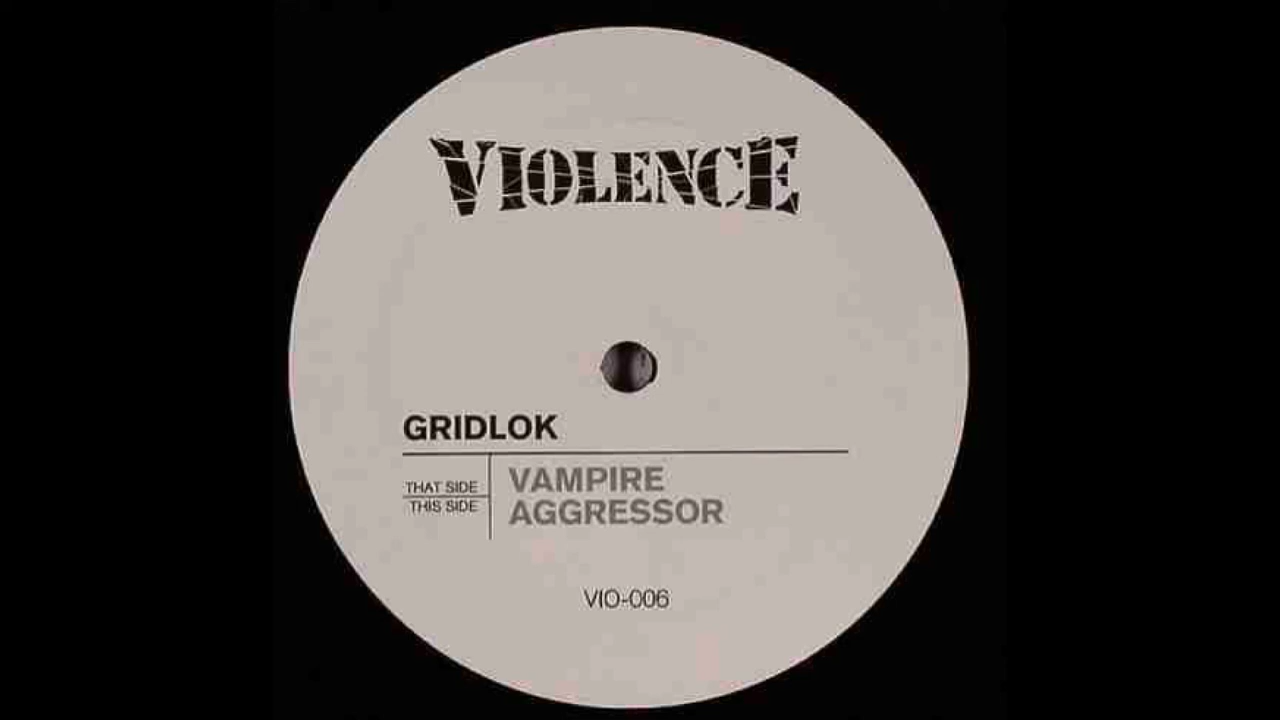 VIOLENCE
GRIDLOK
THAT SIDE VAMPIRE
THIS SIDE AGGRESSOR
VIO-006